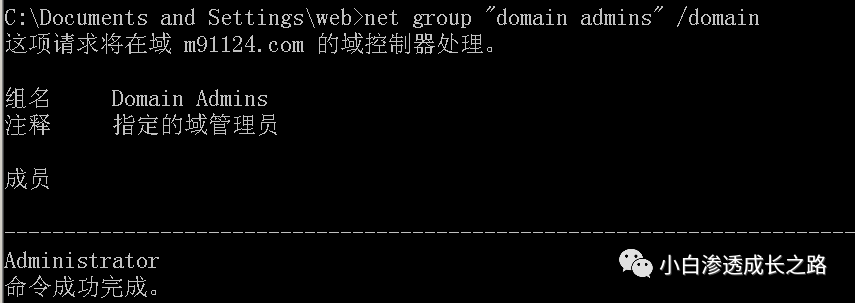 C:\Documents and Settings\web>net group "domain admins" /domain
这项请求将在域 m91124.com 的域控制器处理。
组名 Domain Admins
注释 指定的域管理员
成员
-------------------------------------------------------------------------------
Administrator
命令成功完成。
小白渗透成长之路